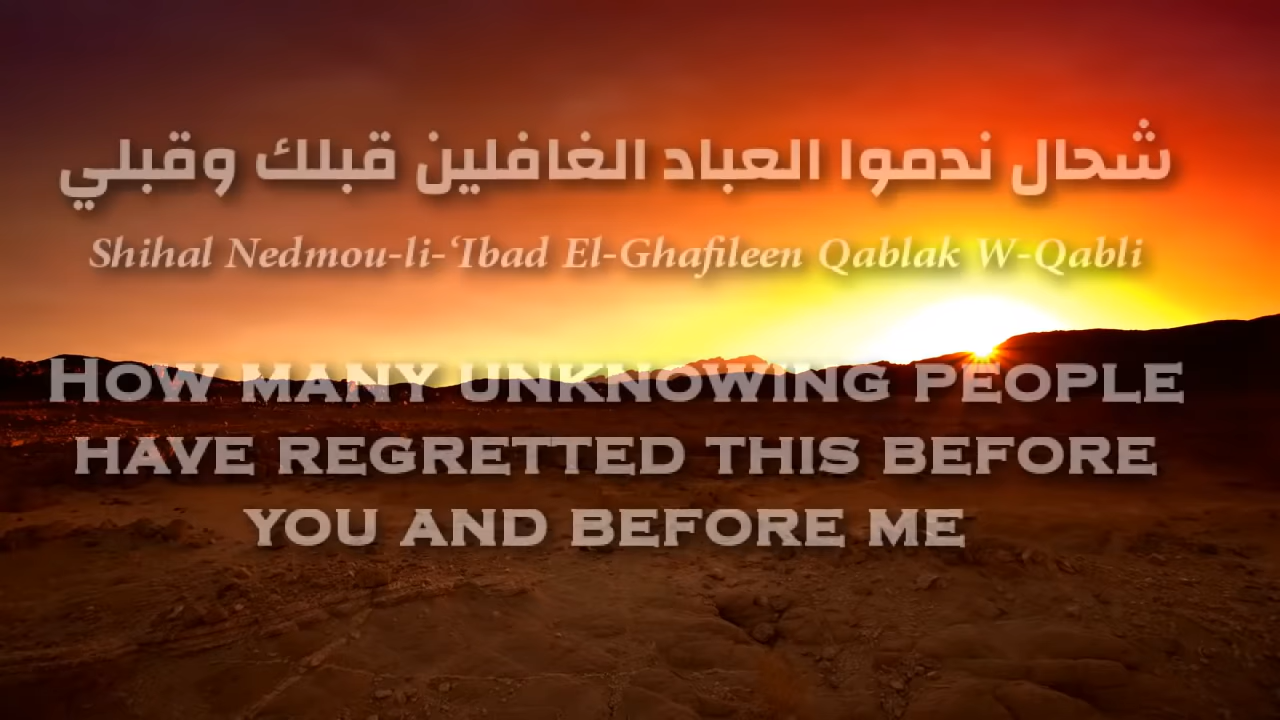 شحال ندموا العباد الغافلين قبلك وقبلي
Shihal Nedmou-li-‘Ibad El-Ghafileen Qablak W-Qabli
How many unknowing people
have regretted this before
you and before me